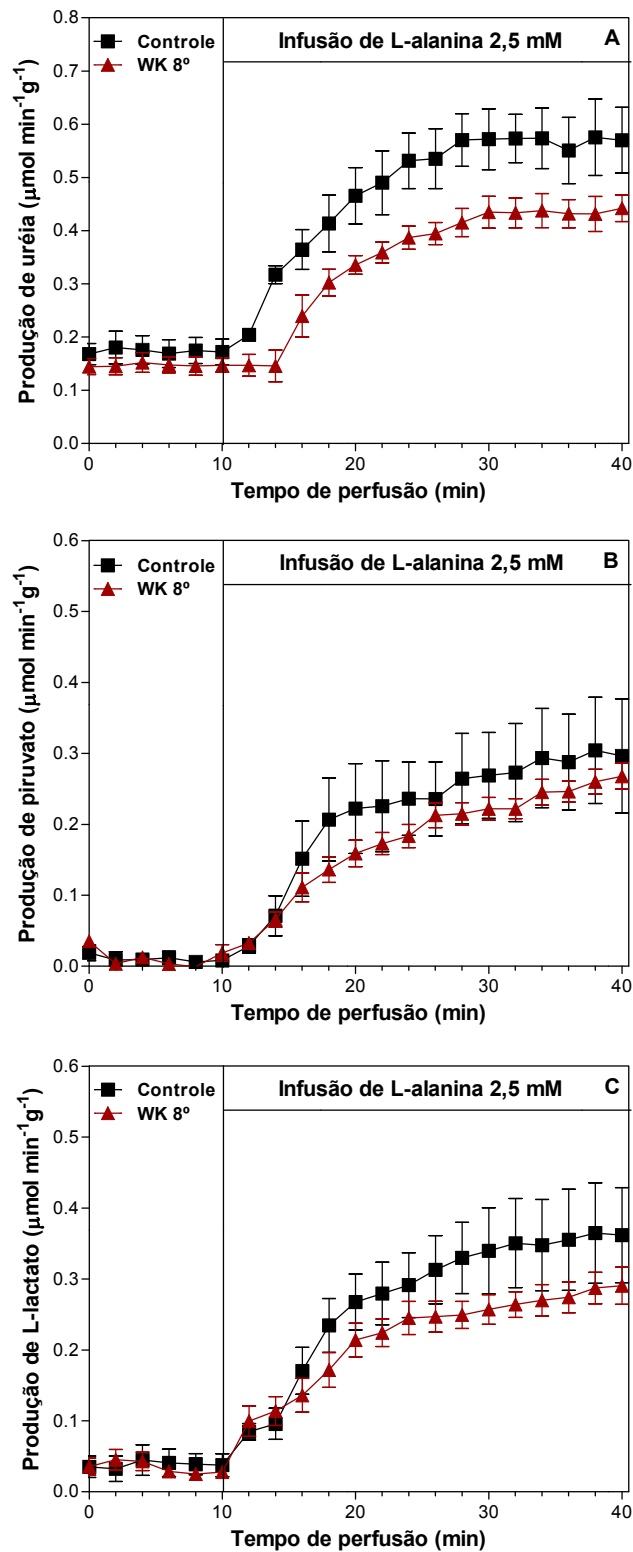 Produção de uréia (µmol min⁻¹g⁻¹)
0.8
0.7
0.6
0.5
0.4
0.3
0.2
0.1
0.0
Controle
WK 8º
Infusão de L-alanina 2,5 mM
A
0 10 20 30 40
Tempo de perfusão (min)
Produção de piruvato (µmol min⁻¹g⁻¹)
0.6
0.5
0.4
0.3
0.2
0.1
0.0
Controle
WK 8º
Infusão de L-alanina 2,5 mM
B
0 10 20 30 40
Tempo de perfusão (min)
Produção de L-lactato (µmol min⁻¹g⁻¹)
0.6
0.5
0.4
0.3
0.2
0.1
0.0
Controle
WK 8º
Infusão de L-alanina 2,5 mM
C
0 10 20 30 40
Tempo de perfusão (min)